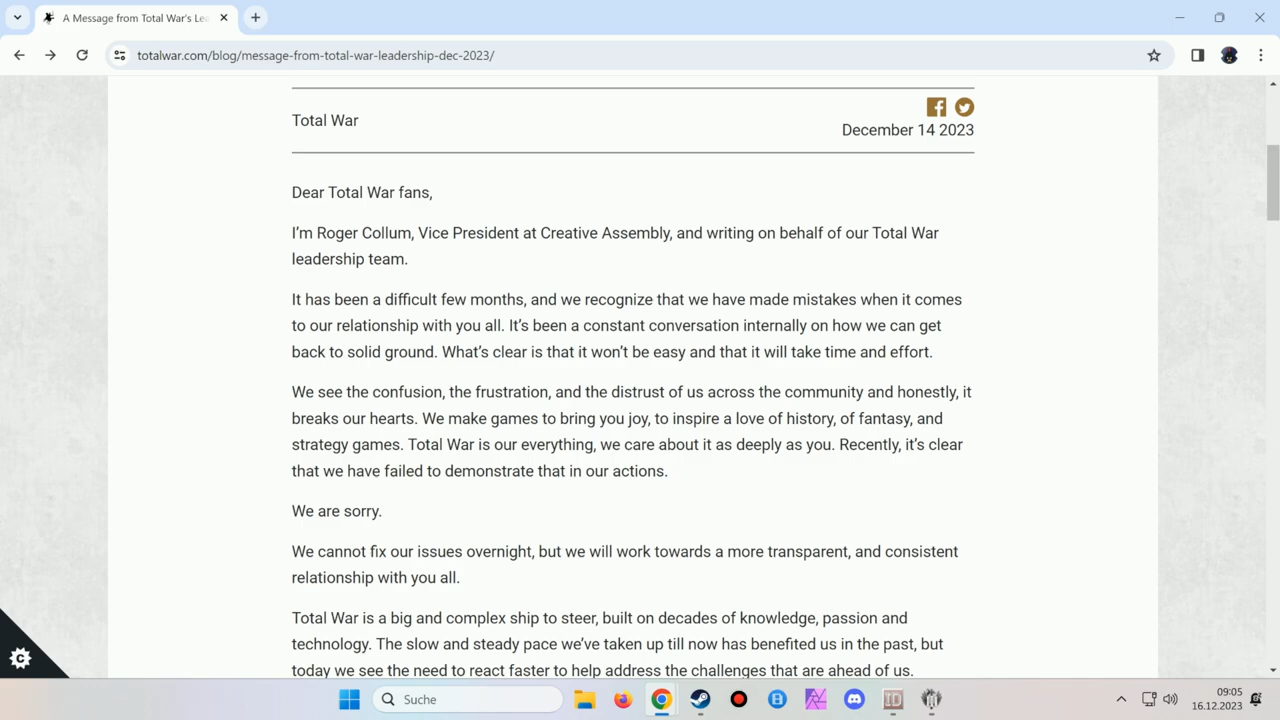 A Message from Total War's Lea
totalwar.com/blog/message-from-total-war-leadership-dec-2023/
Total War
December 14 2023
Dear Total War fans,
I'm Roger Collum, Vice President at Creative Assembly, and writing on behalf of our Total War
leadership team.
It has been a difficult few months, and we recognize that we have made mistakes when it comes
to our relationship with you all. It's been a constant conversation internally on how we can get
back to solid ground. What's clear is that it won't be easy and that it will take time and effort.
We see the confusion, the frustration, and the distrust of us across the community and honestly, it
breaks our hearts. We make games to bring you joy, to inspire a love of history, of fantasy, and
strategy games. Total War is our everything, we care about it as deeply as you. Recently, it's clear
that we have failed to demonstrate that in our actions.
We are sorry.
We cannot fix our issues overnight, but we will work towards a more transparent, and consistent
relationship with you all.
Total War is a big and complex ship to steer, built on decades of knowledge, passion and
technology. The slow and steady pace we've taken up till now has benefited us in the past, but
today we see the need to react faster to help address the challenges that are ahead of us.
Suche
09:05
16.12.2023